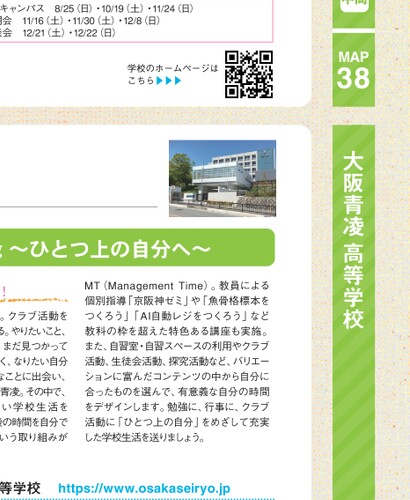 キャンパス 8/25（日）・10/19（土）・11/24（日）
会 11/16（土）・11/30（土）・12/8（日）
会 12/21（土）・12/22（日）
学校のホームページは
こちら▶▶▶
MAP
38
大阪青凌 高等学校
～ひとつ上の自分へ～
！
。クラブ活動を
る。やりたいこと、
まだ見つかって
く、なりたい自分
なことに出会い、
青凌。その中で、
い学校生活を
の時間を自分で
いう取り組みが
MT（Management Time）。教員による
個別指導「京阪神ゼミ」や「魚骨格標本を
つくろう」「AI自動レジをつくろう」など
教科の枠を超えた特色ある講座も実施。
また、自習室・自習スペースの利用やクラブ
活動、生徒会活動、探究活動など、バリエー
ションに富んだコンテンツの中から自分に
合ったものを選んで、有意義な自分の時間
をデザインします。勉強に、行事に、クラブ
活動に「ひとつ上の自分」をめざして充実
した学校生活を送りましょう。
等学校 https://www.osakaseiryo.jp